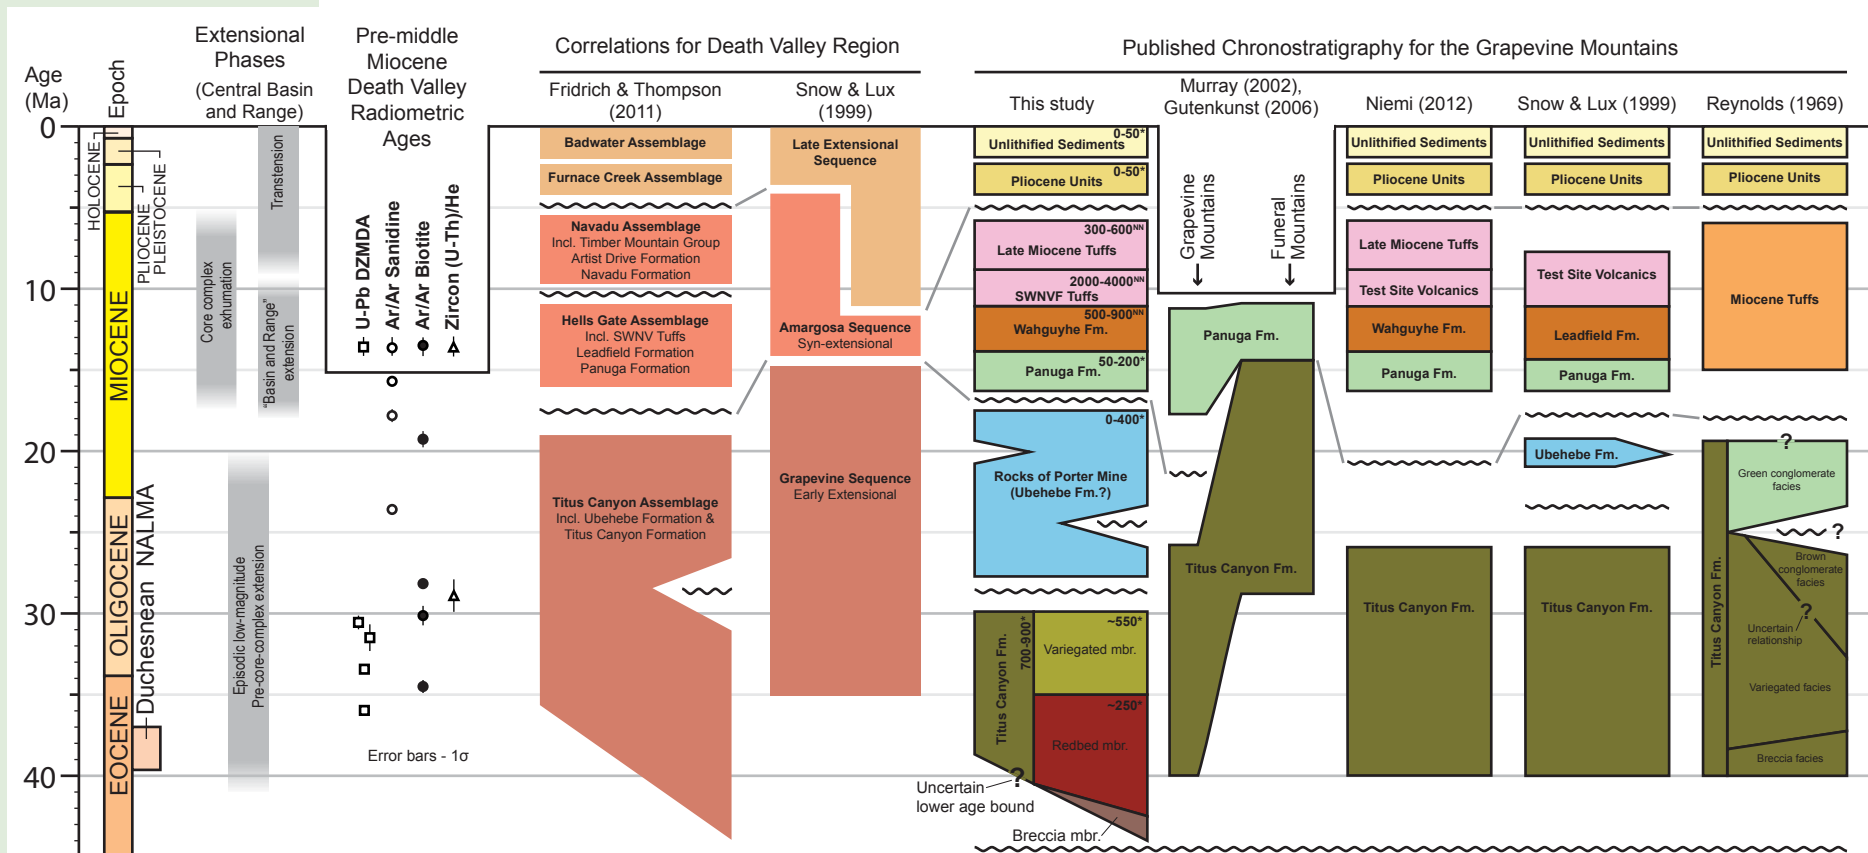 Age
(Ma)
Epoch
Extensional
Phases
(Central Basin
and Range)
Pre-middle
Miocene
Death Valley
Radiometric
Ages
Correlations for Death Valley Region
Fridrich & Thompson
(2011)
Snow & Lux
(1999)
Published Chronostratigraphy for the Grapevine Mountains
This study
Murray (2002),
Gutenkunst (2006)
Niemi (2012)
Snow & Lux (1999)
Reynolds (1969)
0
10
20
30
40
HOLOCENE
PLIOCENE
PLEISTOCENE
MIOCENE
OLIGOCENE
EOCENE
Duchesnean NALMA
Core complex
exhumation
Transtension
"Basin and Range"
extension
Episodic low-magnitude
Pre-core-complex extension
U-Pb DZMDA
Ar/Ar Sanidine
Ar/Ar Biotite
Zircon (U-Th)/He
Error bars - 1σ
Badwater Assemblage
Furnace Creek Assemblage
Navadu Assemblage
Incl. Timber Mountain Group
Artist Drive Formation
Navadu Formation
Hells Gate Assemblage
Incl. SWNV Tuffs
Leadfield Formation
Panuga Formation
Titus Canyon Assemblage
Incl. Ubehebe Formation &
Titus Canyon Formation
Late Extensional
Sequence
Amargosa Sequence
Syn-extensional
Grapevine Sequence
Early Extensional
0-50*
Unlithified Sediments
0-50*
Pliocene Units
300-600ᴺᴺ
Late Miocene Tuffs
2000-4000ᴺᴺ
SWNVF Tuffs
500-900ᴺᴺ
Wahguyhe Fm.
50-200*
Panuga Fm.
0-400*
Rocks of Porter Mine
(Ubehebe Fm.?)
Titus Canyon Fm.
700-900*
~550*
Variegated mbr.
~250*
Redbed mbr.
?
Uncertain
lower age bound
Breccia mbr.
Grapevine
Mountains
Funeral
Mountains
Panuga Fm.
Titus Canyon Fm.
Unlithified Sediments
Pliocene Units
Late Miocene Tuffs
Test Site Volcanics
Wahguyhe Fm.
Panuga Fm.
Titus Canyon Fm.
Unlithified Sediments
Pliocene Units
Test Site Volcanics
Leadfield Fm.
Panuga Fm.
Ubehebe Fm.
Titus Canyon Fm.
Unlithified Sediments
Pliocene Units
Miocene Tuffs
?
Green conglomerate
facies
?
Titus Canyon Fm.
Brown
conglomerate
facies
?
Uncertain
relationship
Variegated facies
Breccia facies